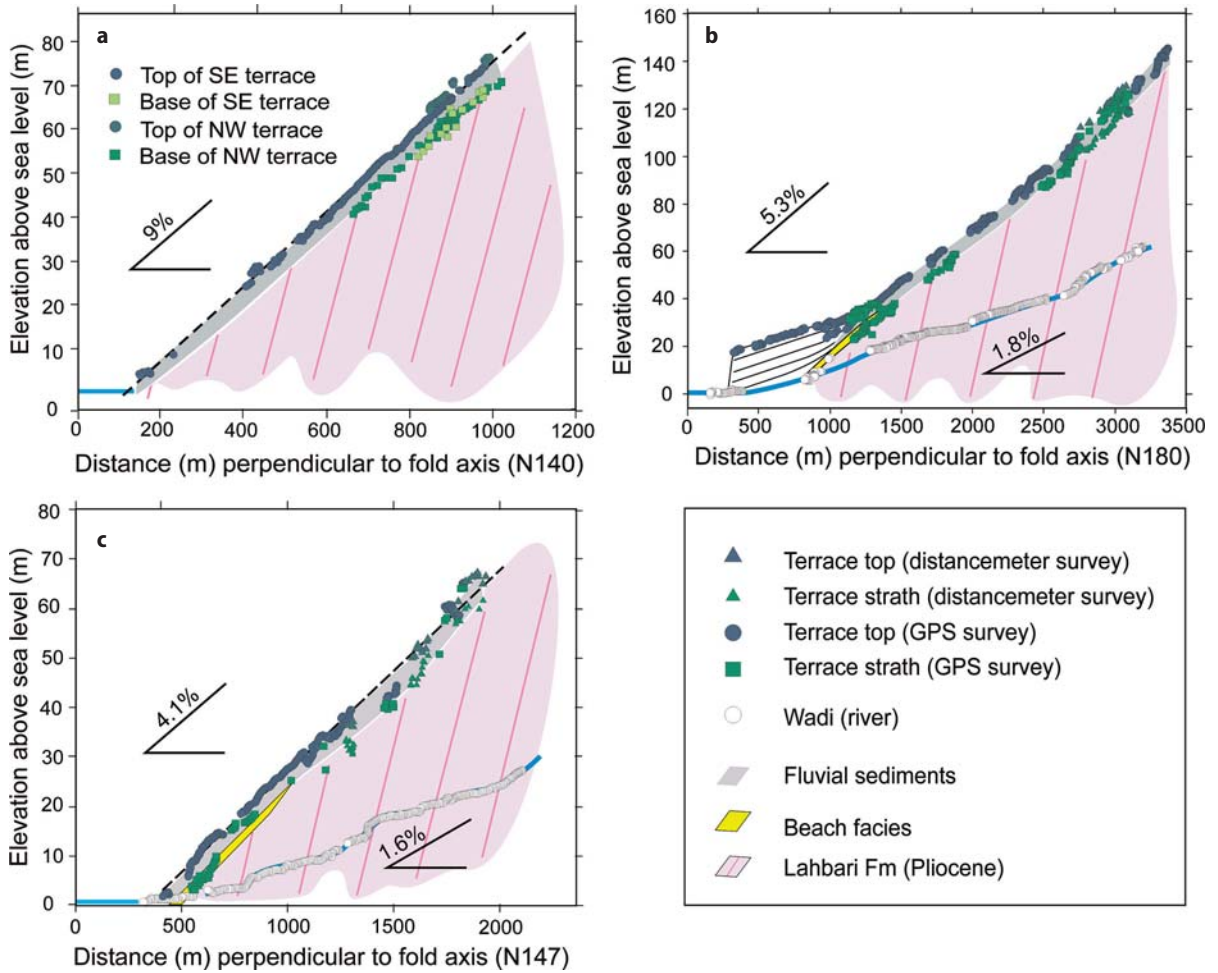 a
Elevation above sea level (m)
80
70
60
50
40
30
20
10
0
Top of SE terrace
Base of SE terrace
Top of NW terrace
Base of NW terrace
9%
0
200
400
600
800
1000
1200
Distance (m) perpendicular to fold axis (N140)
b
Elevation above sea level (m)
160
140
120
100
80
60
40
20
0
5.3%
1.8%
0
500
1000
1500
2000
2500
3000
3500
Distance (m) perpendicular to fold axis (N180)
c
Elevation above sea level (m)
80
70
60
50
40
30
20
10
0
4.1%
1.6%
0
500
1000
1500
2000
Distance (m) perpendicular to fold axis (N147)
Terrace top (distancemeter survey)
Terrace strath (distancemeter survey)
Terrace top (GPS survey)
Terrace strath (GPS survey)
Wadi (river)
Fluvial sediments
Beach facies
Lahbari Fm (Pliocene)